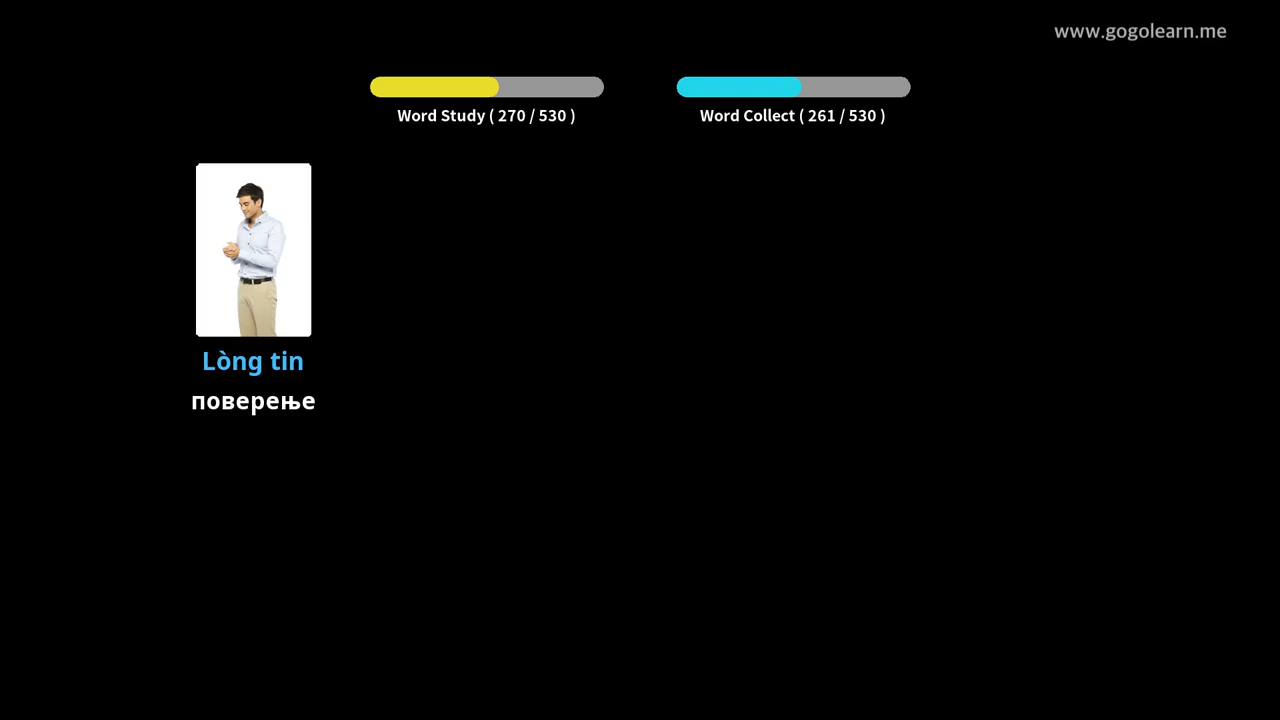 www.gogolearn.me
Word Study ( 270 / 530 )
Word Collect ( 261 / 530 )
Lòng tin
поверење